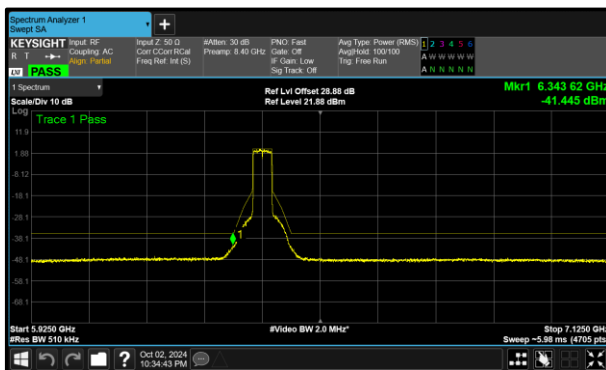 Spectrum Analyzer 1
Swept SA
+
KEYSIGHT Input: RF Input Z: 50 Ω #Atten: 30 dB PNO: Fast Avg Type: Power (RMS) 1 2 3 4 5 6
R T Coupling: AC Corr CCorr RCal Preamp: 8.40 GHz Gate: Off Avg|Hold: 100/100 A W W W W W
Align: Partial Freq Ref: Int (S) IF Gain: Low Trig: Free Run
LXI PASS Sig Track: Off A N N N N N
1 Spectrum Ref Lvl Offset 28.88 dB Mkr1 6.343 62 GHz
Scale/Div 10 dB Ref Level 21.88 dBm -41.445 dBm
Log
Trace 1 Pass
11.9
1.88
-8.12
-18.1
-28.1
1
-38.1
-48.1
-58.1
-68.1
Start 5.9250 GHz #Video BW 2.0 MHz* Stop 7.1250 GHz
#Res BW 510 kHz Sweep ~5.98 ms (4705 pts)
? Oct 02, 2024
10:34:43 PM